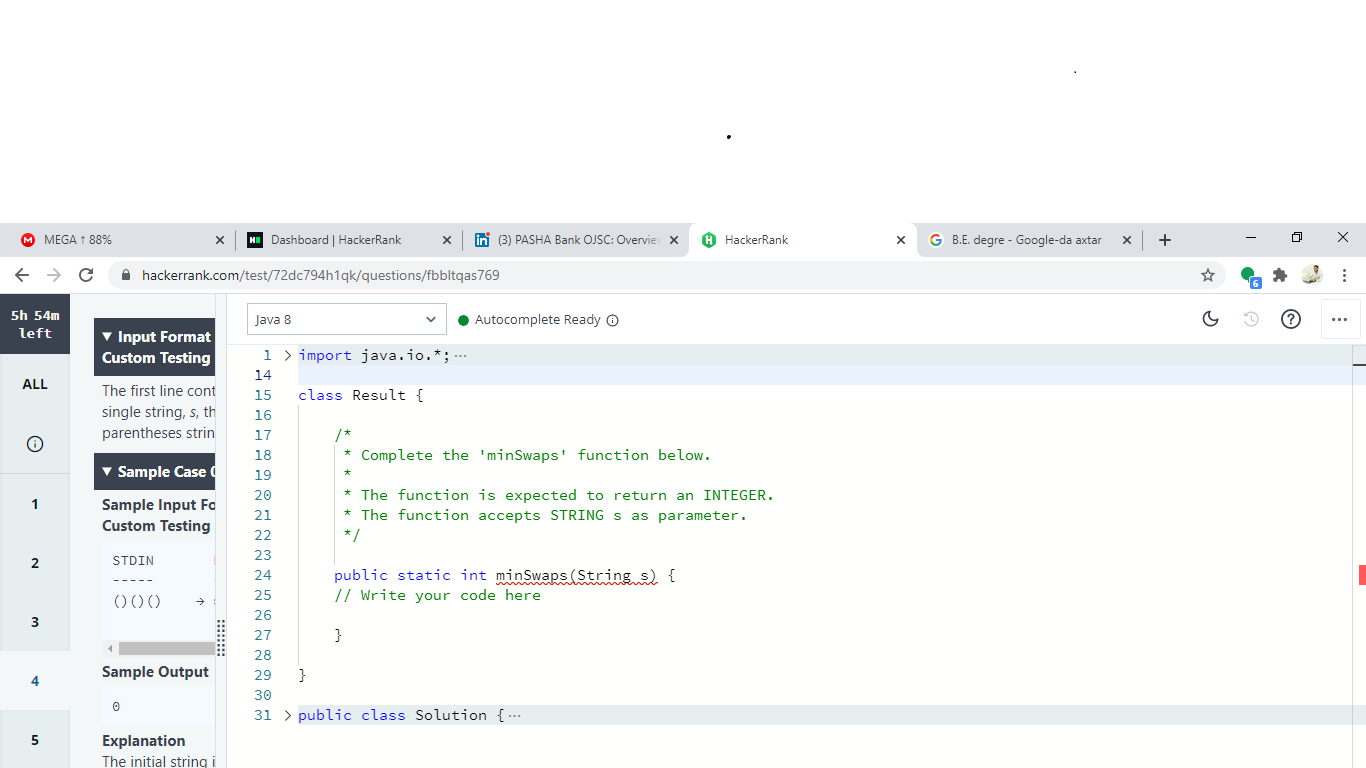 MEGA ↑ 88%
Dashboard | HackerRank
(3) PASHA Bank OJSC: Overvie
HackerRank
B.E. degre - Google-da axtar
hackerrank.com/test/72dc794h1qk/questions/fbbltqas769
6
5h 54m
left
ALL
1
2
3
4
5
Input Format
Custom Testing
The first line cont
single string, s, th
parentheses strin
Sample Case 0
Sample Input Fo
Custom Testing
STDIN
-----
()()() →
Sample Output
0
Explanation
The initial string i
Java 8
Autocomplete Ready
1 import java.io.*;
14
15 class Result {
16
17 /*
18 * Complete the 'minSwaps' function below.
19 *
20 * The function is expected to return an INTEGER.
21 * The function accepts STRING s as parameter.
22 */
23
24 public static int minSwaps(String s) {
25 // Write your code here
26
27 }
28
29 }
30
31 public class Solution {